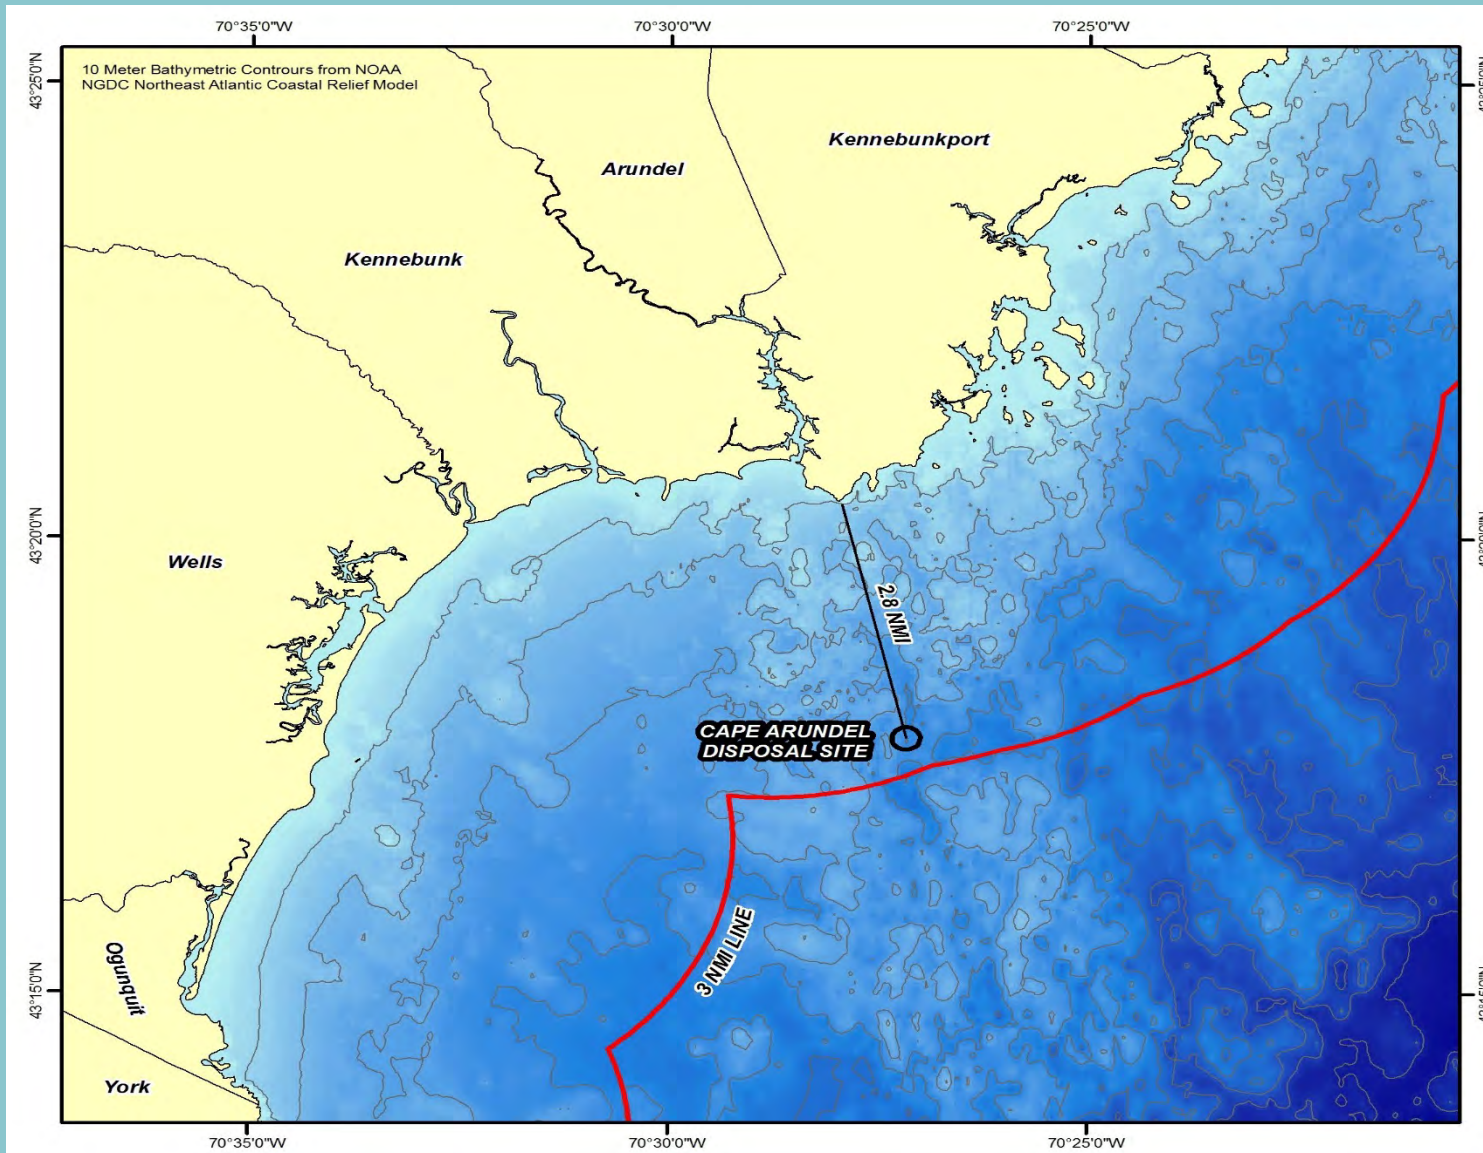 70°35'0"W
70°30'0"W
70°25'0"W
43°25'0"N
10 Meter Bathymetric Contrours from NOAA
NGDC Northeast Atlantic Coastal Relief Model
Kennebunkport
Arundel
Kennebunk
43°20'0"N
Wells
2.8 NMI
CAPE ARUNDEL
DISPOSAL SITE
3 NMI LINE
43°15'0"N
Ogunquit
York
70°35'0"W
70°30'0"W
70°25'0"W